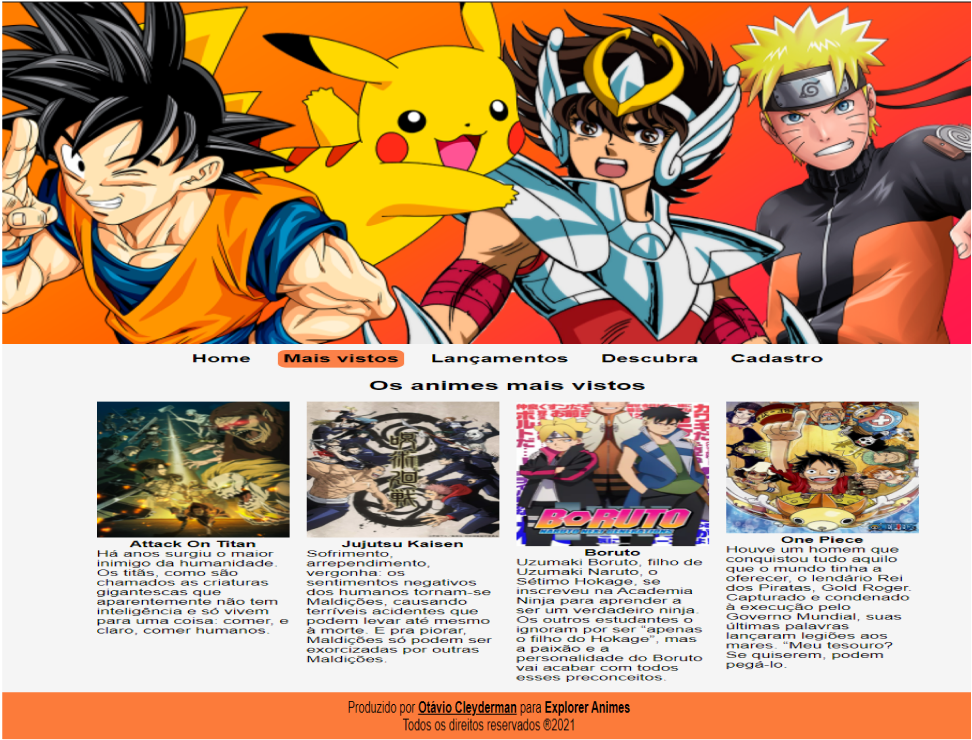 Home Mais vistos Lançamentos Descubra Cadastro
Os animes mais vistos
呪術廻戦
BORUTO
Attack On Titan
Há anos surgiu o maior
inimigo da humanidade.
Os titãs, como são
chamados as criaturas
gigantescas que
aparentemente não tem
inteligência e só vivem
para uma coisa: comer, e
claro, comer humanos.
Jujutsu Kaisen
Sofrimento,
arrependimento,
vergonha: os
sentimentos negativos
dos humanos tornam-se
Maldições, causando
terríveis acidentes que
podem levar até mesmo
à morte. E pra piorar,
Maldições só podem ser
exorcizadas por outras
Maldições.
Boruto
Uzumaki Boruto, filho de
Uzumaki Naruto, o
Sétimo Hokage, se
inscreveu na Academia
Ninja para aprender a
ser um verdadeiro ninja.
Os outros estudantes o
ignoram por ser “apenas
o filho do Hokage”, mas
a paixão e a
personalidade do Boruto
vai acabar com todos
esses preconceitos.
One Piece
Houve um homem que
conquistou tudo aquilo
que o mundo tinha a
oferecer, o lendário Rei
dos Piratas, Gold Roger.
Capturado e condenado
à execução pelo
Governo Mundial, suas
últimas palavras
lançaram legiões aos
mares. “Meu tesouro?
Se quiserem, podem
pegá-lo.
Produzido por Otávio Cleyderman para Explorer Animes
Todos os direitos reservados ®2021